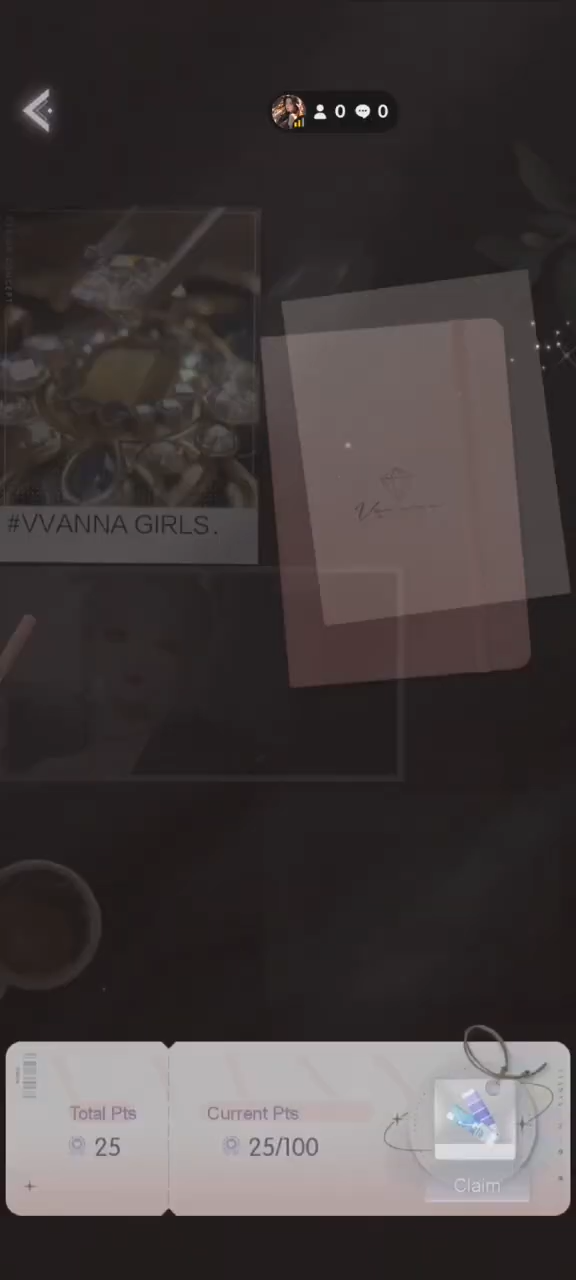 0 0
#VVANNA GIRLS.
Total Pts
Current Pts
25
25/100
Claim